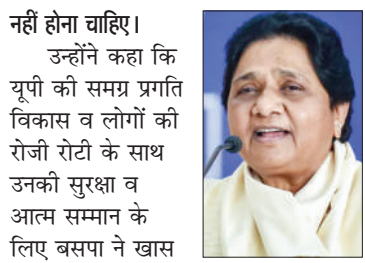 नहीं होना चाहिए।
उन्होंने कहा कि
यूपी की समग्र प्रगति
विकास व लोगों की
रोजी रोटी के साथ
उनकी सुरक्षा व
आत्म सम्मान के
लिए बसपा ने खास